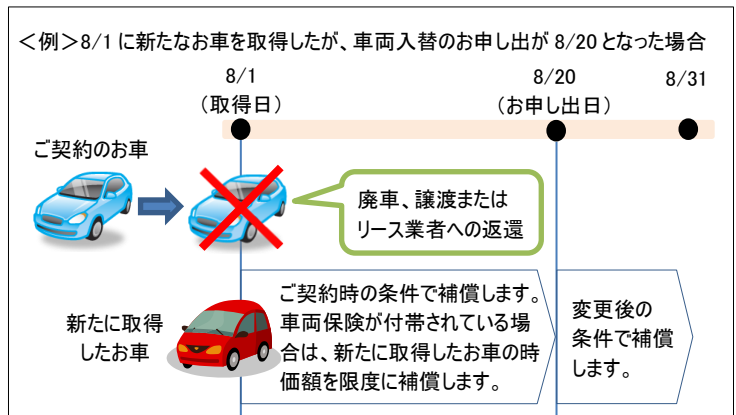 ＜例＞8/1 に新たなお車を取得したが、車両入替のお申し出が 8/20 となった場合
8/1
（取得日）
8/20
（お申し出日）
8/31
ご契約のお車
廃車、譲渡または
リース業者への返還
新たに取得
したお車
ご契約時の条件で補償します。
車両保険が付帯されている場
合は、新たに取得したお車の時
価額を限度に補償します。
変更後の
条件で補償
します。